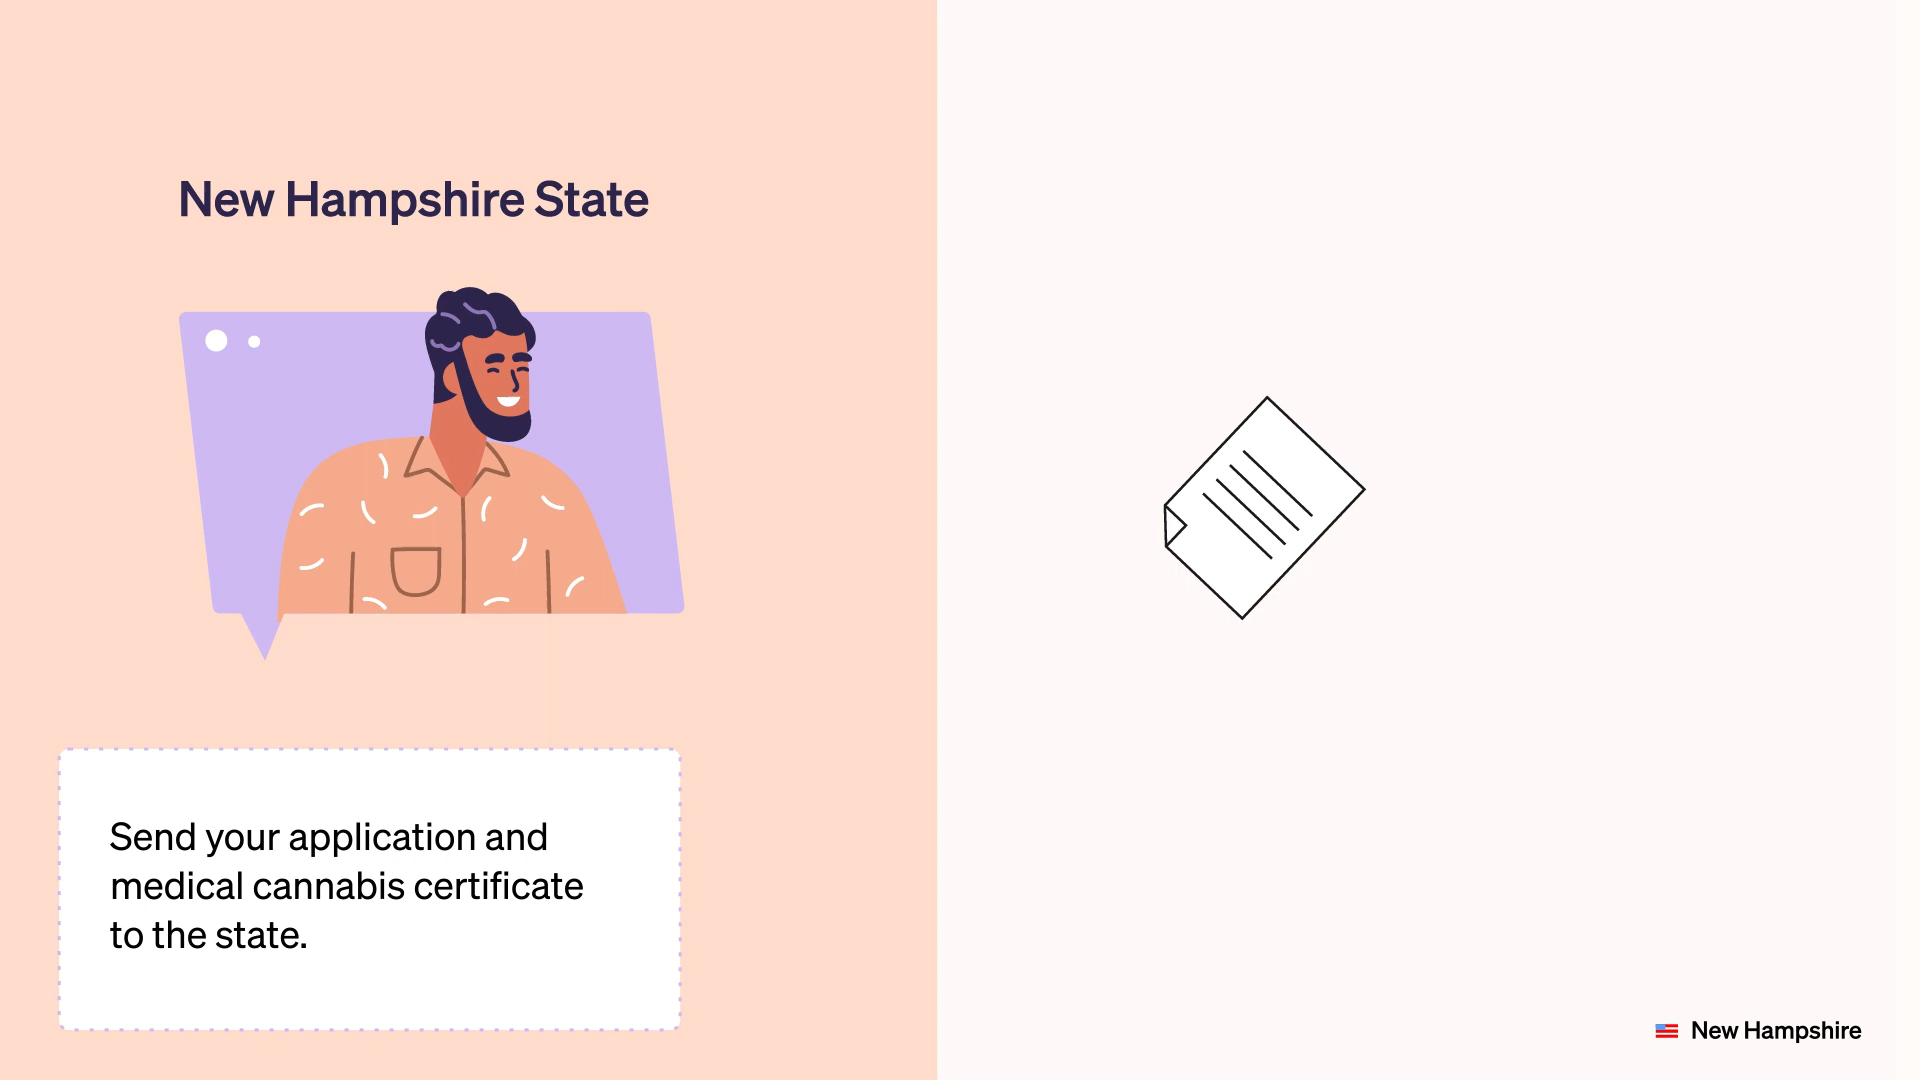 New Hampshire State
Send your application and
medical cannabis certificate
to the state.
New Hampshire